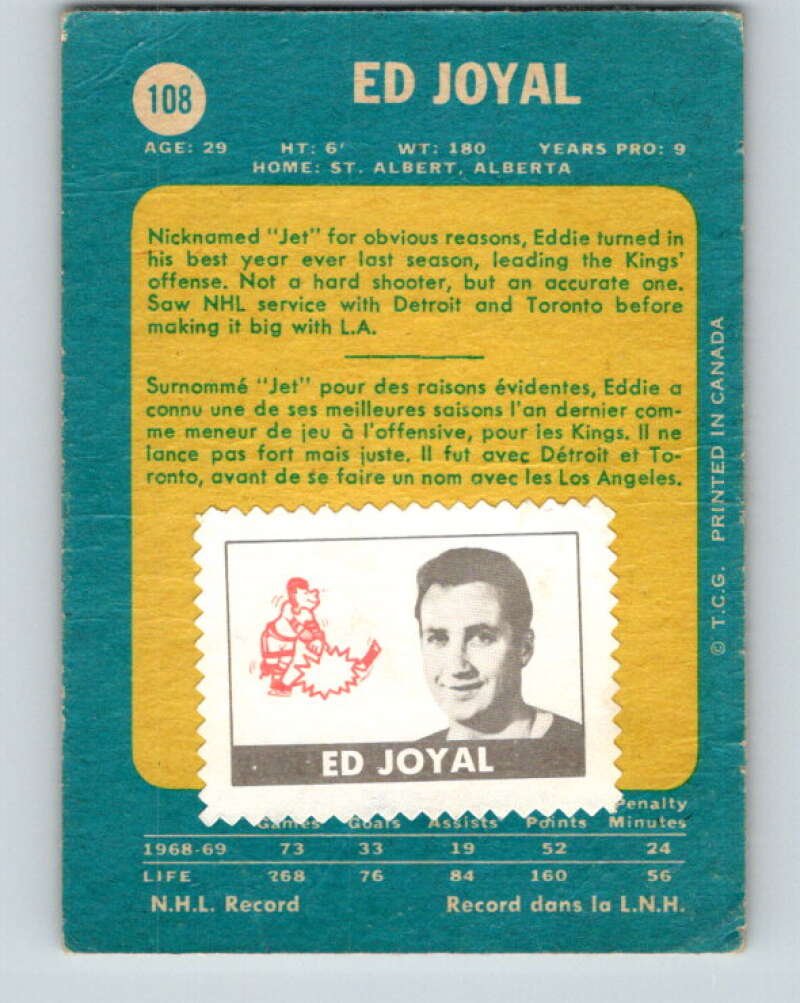 108
ED JOYAL
AGE: 29 HT: 6' WT: 180 YEARS PRO: 9
HOME: ST. ALBERT, ALBERTA
Nicknamed "Jet" for obvious reasons, Eddie turned in
his best year ever last season, leading the Kings'
offense. Not a hard shooter, but an accurate one.
Saw NHL service with Detroit and Toronto before
making it big with L.A.
Surnommé "Jet" pour des raisons évidentes, Eddie a
connu une de ses meilleures saisons l'an dernier com-
me meneur de jeu à l'offensive, pour les Kings. Il ne
lance pas fort mais juste. Il fut avec Détroit et To-
ronto, avant de se faire un nom avec les Los Angeles.
© T.C.G. PRINTED IN CANADA
ED JOYAL
Penalty
Games Goals Assists Points Minutes
1968-69 73 33 19 52 24
LIFE 268 76 84 160 56
N.H.L. Record Record dans la L.N.H.